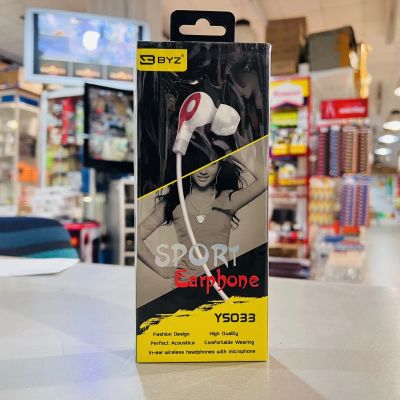 BYZ
SPORT
Earphone
YS033
Fashion Design High Quality
Perfect Acoustics Comfortable Wearing
In-ear wireless headphones with microphone